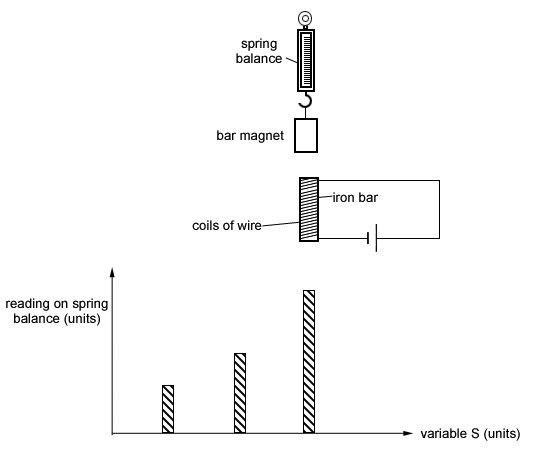 spring
balance
bar magnet
iron bar
coils of wire
reading on spring
balance (units)
variable S (units)